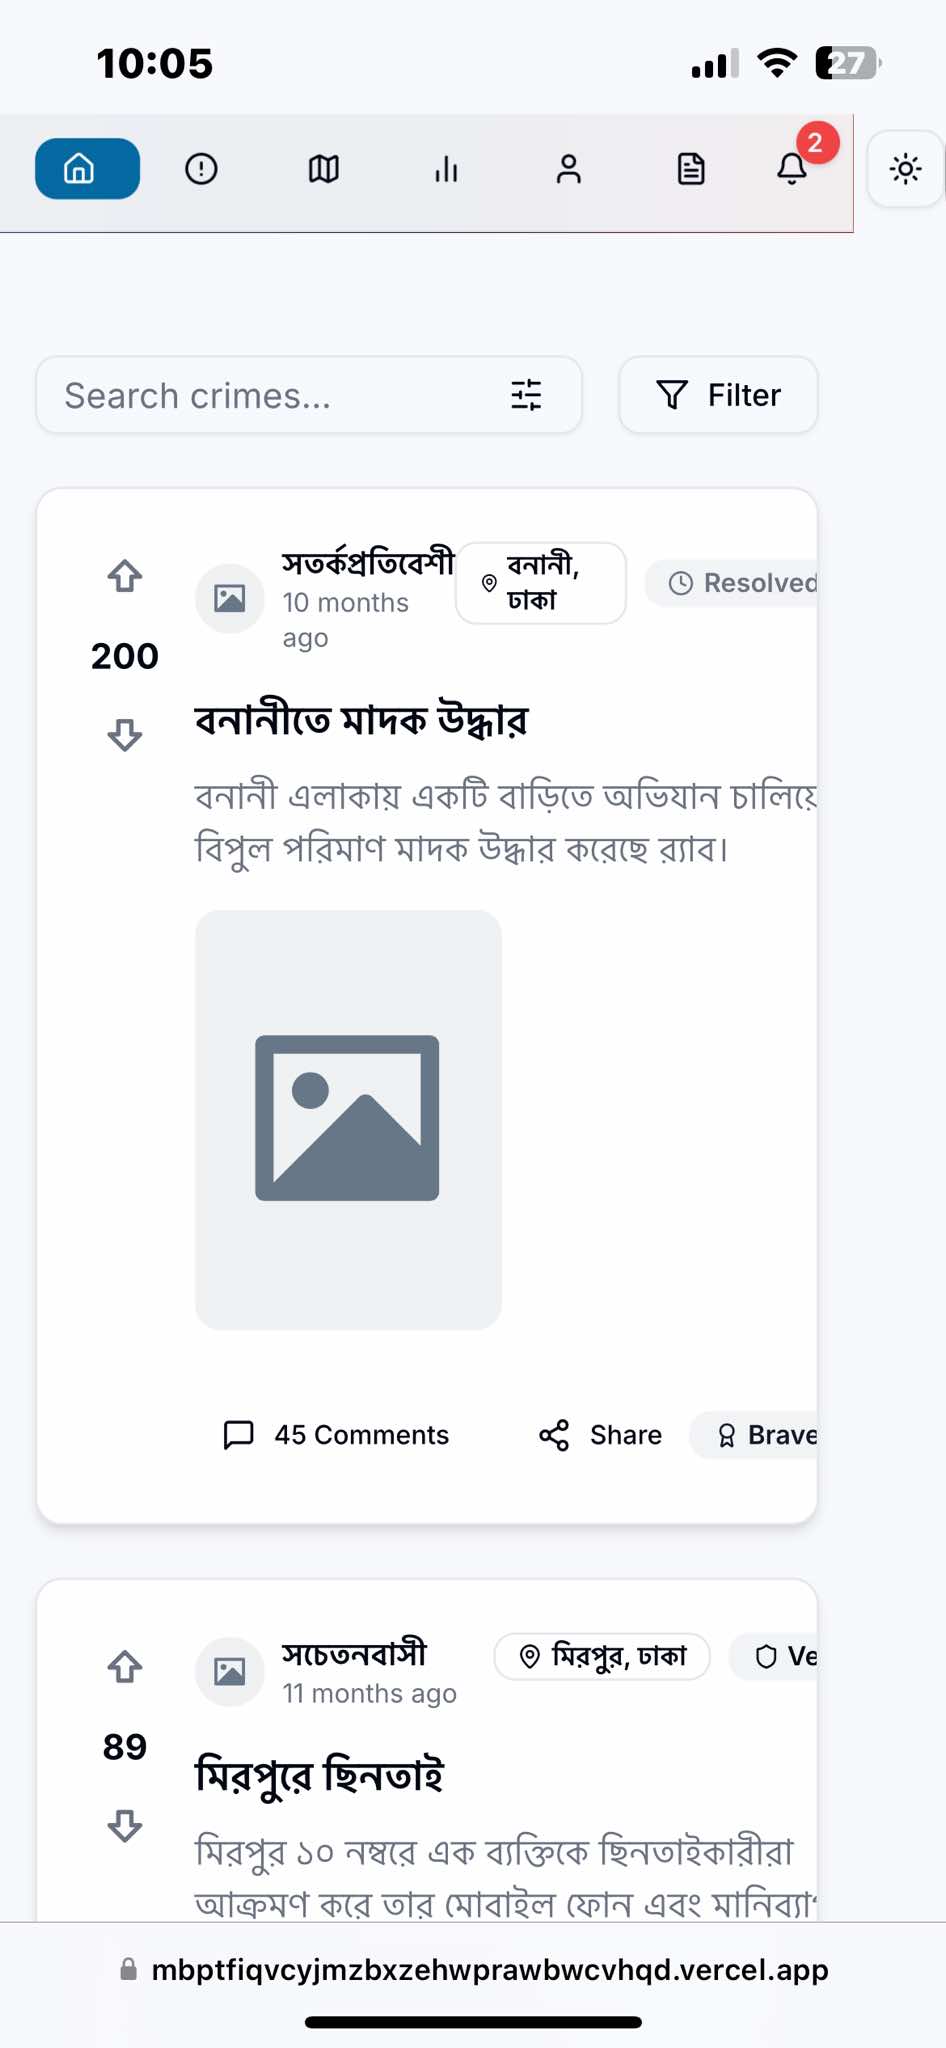 10:05
27
2
Search crimes...
Filter
সতর্কপ্রতিবেশী
10 months
ago
বনানী,
ঢাকা
Resolved
200
বনানীতে মাদক উদ্ধার
বনানী এলাকায় একটি বাড়িতে অভিযান চালিয়ে
বিপুল পরিমাণ মাদক উদ্ধার করেছে র‍্যাব।
45 Comments
Share
Brave
সচেতনবাসী
11 months ago
মিরপুর, ঢাকা
Ve
89
মিরপুরে ছিনতাই
মিরপুর ১০ নম্বরে এক ব্যক্তিকে ছিনতাইকারীরা
আক্রমণ করে তার মোবাইল ফোন এবং
mbptfiqvcyjmzbxzehwprawbwcvhqd.vercel.app